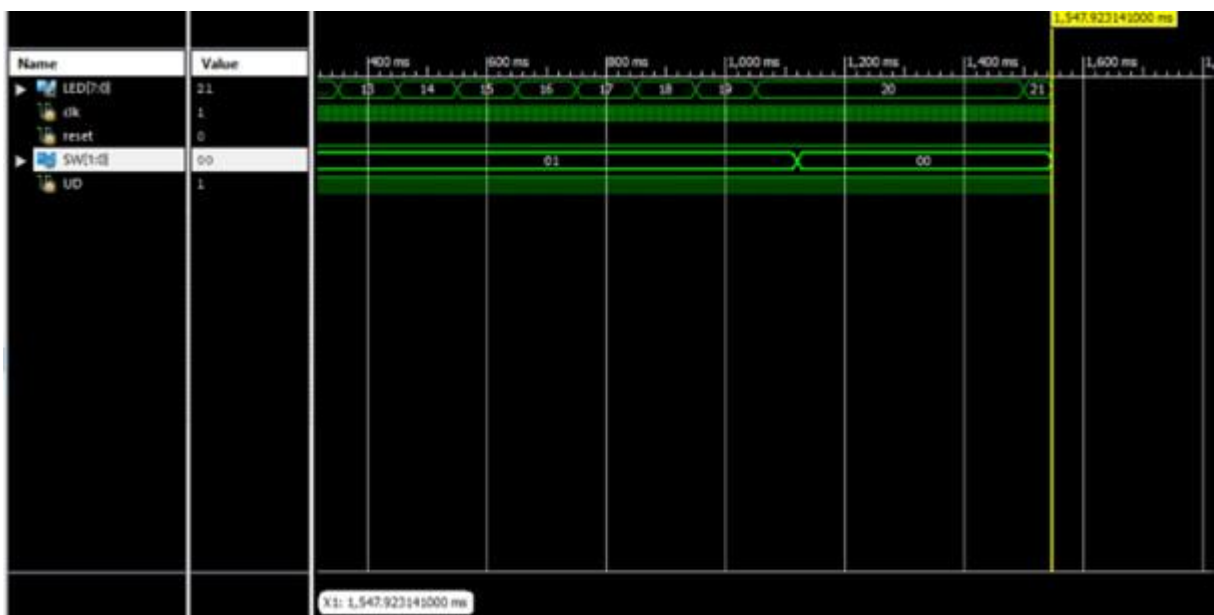 1,547.923141000 ms
Name Value 400 ms 600 ms 800 ms 1,000 ms 1,200 ms 1,400 ms 1,600 ms
LED[7:0] 21 13 14 15 16 17 18 19 20 21
clk 1
reset 0
SW[1:0] 00 01 00
UD 1
X1: 1,547.923141000 ms